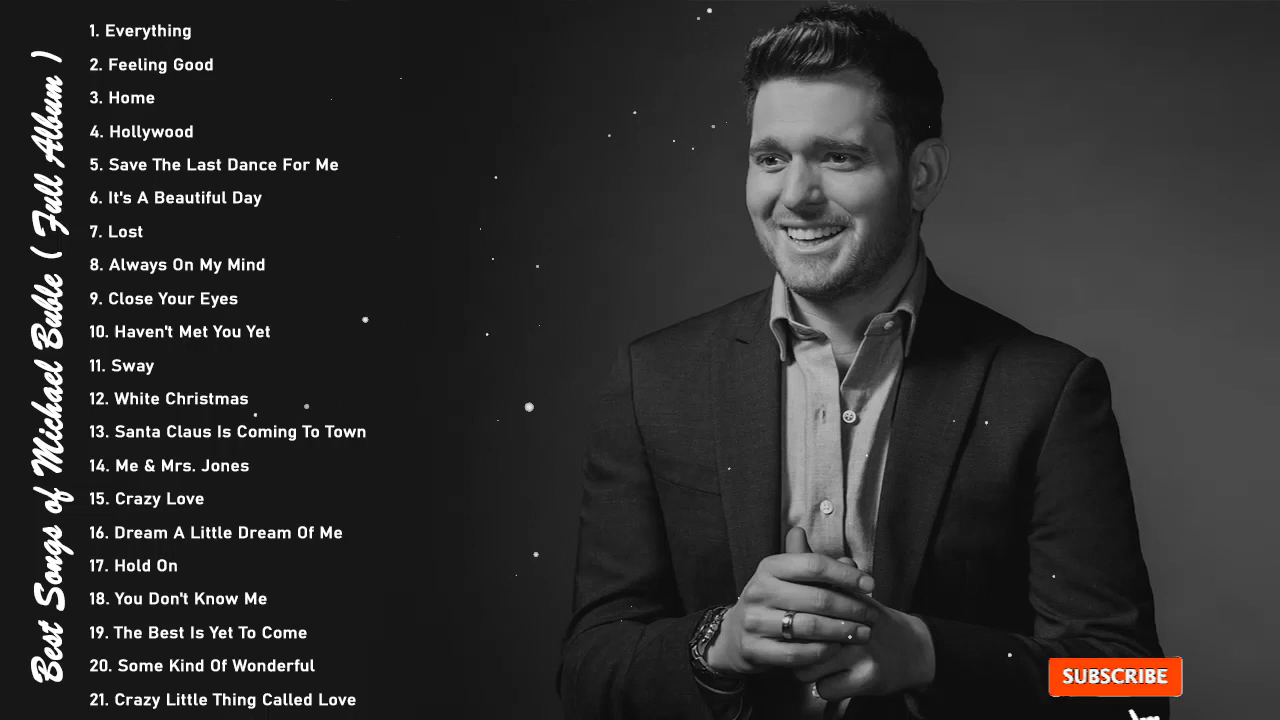 Best Songs of Michael Buble ( Full Album )
1. Everything
2. Feeling Good
3. Home
4. Hollywood
5. Save The Last Dance For Me
6. It's A Beautiful Day
7. Lost
8. Always On My Mind
9. Close Your Eyes
10. Haven't Met You Yet
11. Sway
12. White Christmas
13. Santa Claus Is Coming To Town
14. Me & Mrs. Jones
15. Crazy Love
16. Dream A Little Dream Of Me
17. Hold On
18. You Don't Know Me
19. The Best Is Yet To Come
20. Some Kind Of Wonderful
21. Crazy Little Thing Called Love
SUBSCRIBE